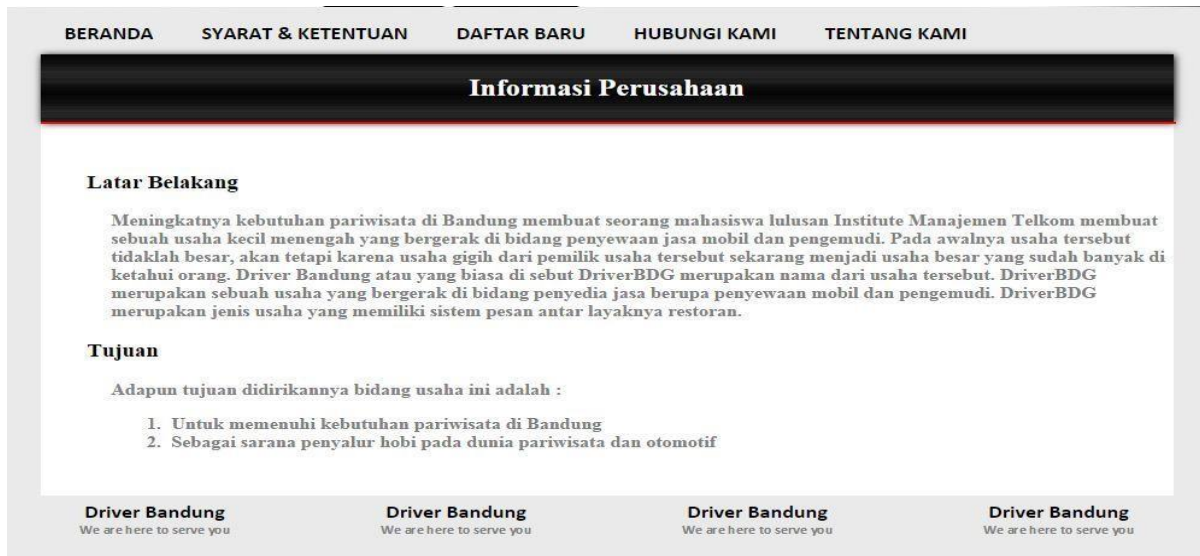 BERANDA SYARAT & KETENTUAN DAFTAR BARU HUBUNGI KAMI TENTANG KAMI
Informasi Perusahaan
Latar Belakang
Meningkatnya kebutuhan pariwisata di Bandung membuat seorang mahasiswa lulusan Institute Manajemen Telkom membuat
sebuah usaha kecil menengah yang bergerak di bidang penyewaan jasa mobil dan pengemudi. Pada awalnya usaha tersebut
tidaklah besar, akan tetapi karena usaha gigih dari pemilik usaha tersebut sekarang menjadi usaha besar yang sudah banyak di
ketahui orang. Driver Bandung atau yang biasa di sebut DriverBDG merupakan nama dari usaha tersebut. DriverBDG
merupakan sebuah usaha yang bergerak di bidang penyedia jasa berupa penyewaan mobil dan pengemudi. DriverBDG
merupakan jenis usaha yang memiliki sistem pesan antar layaknya restoran.
Tujuan
Adapun tujuan didirikannya bidang usaha ini adalah :
1. Untuk memenuhi kebutuhan pariwisata di Bandung
2. Sebagai sarana penyalur hobi pada dunia pariwisata dan otomotif
Driver Bandung Driver Bandung Driver Bandung Driver Bandung
We are here to serve you We are here to serve you We are here to serve you We are here to serve you